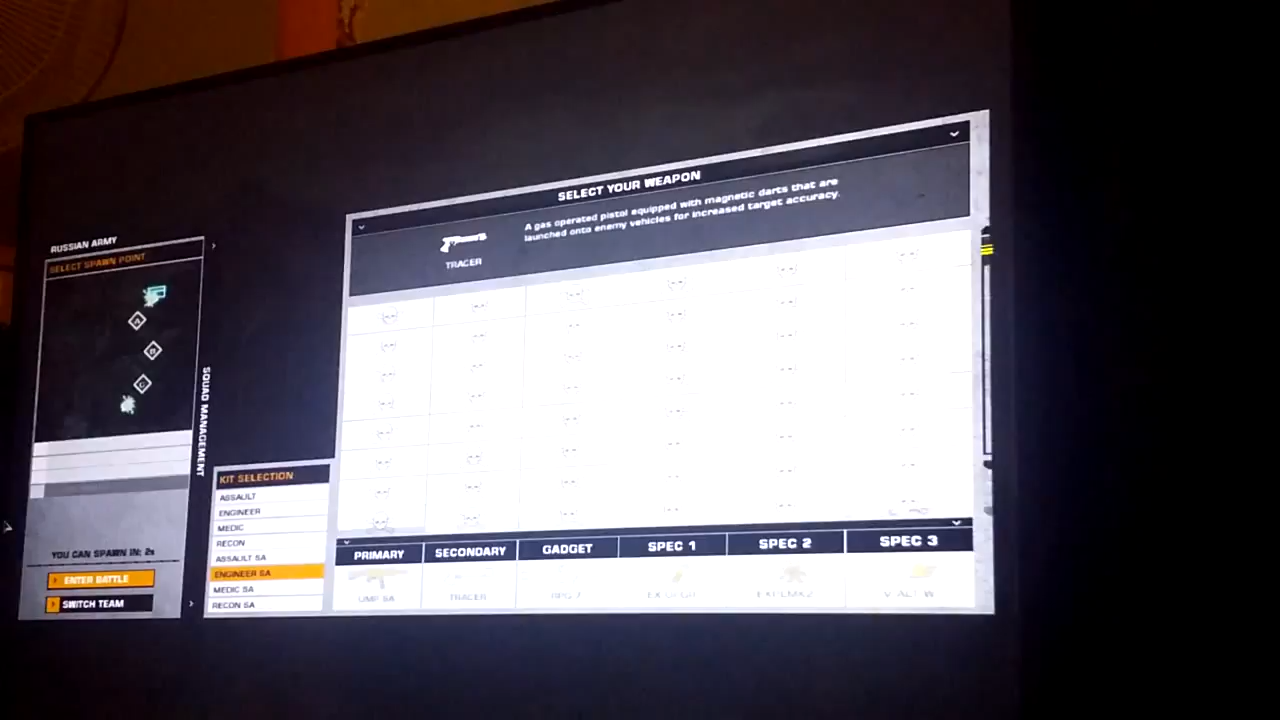 SELECT YOUR WEAPON
A gas operated pistol equipped with magnetic darts that are
launched onto enemy vehicles for increased target accuracy.
TRACER
RUSSIAN ARMY
SELECT SPAWN POINT
A
B
C
SQUAD MANAGEMENT
YOU CAN SPAWN IN: 2s
ENTER BATTLE
SWITCH TEAM
KIT SELECTION
ASSAULT
ENGINEER
MEDIC
RECON
ASSAULT SA
ENGINEER SA
MEDIC SA
RECON SA
PRIMARY SECONDARY GADGET SPEC 1 SPEC 2 SPEC 3
UMP SA TRACER RPG-7